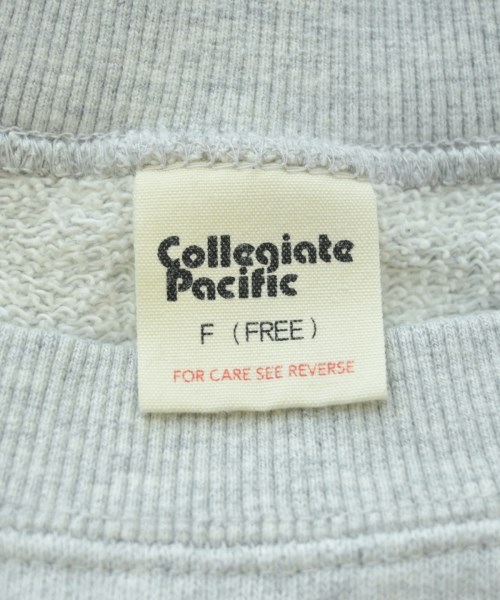 Collegiate
Pacific
F (FREE)
FOR CARE SEE REVERSE